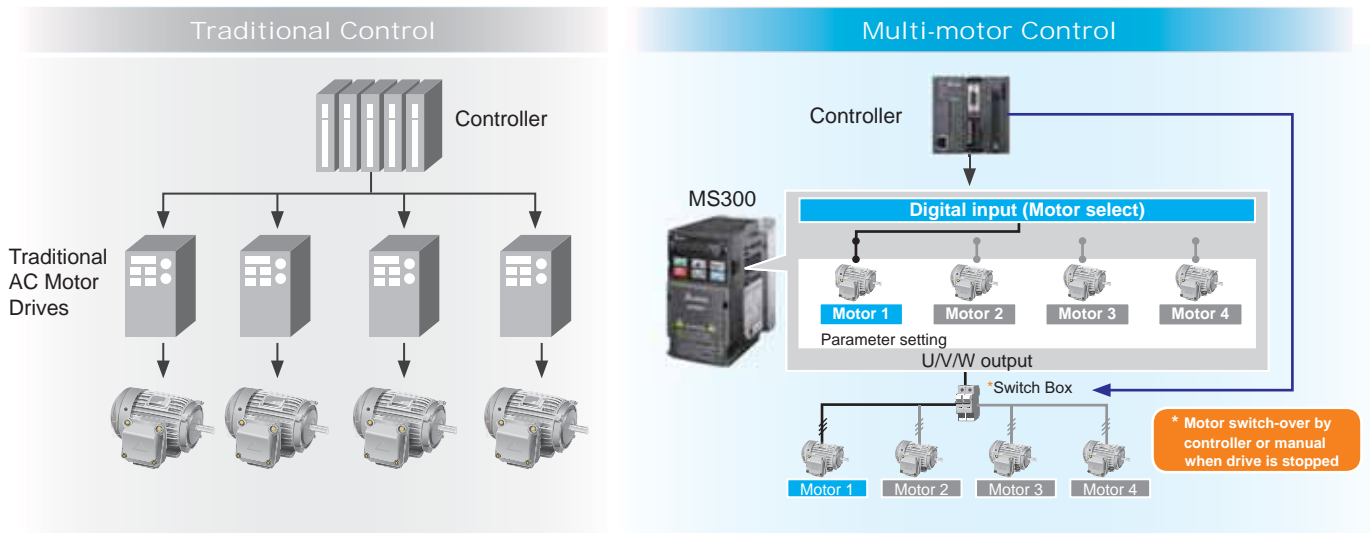 Traditional Control
Controller
Traditional
AC Motor
Drives
Multi-motor Control
Controller
MS300
Digital input (Motor select)
Motor 1
Motor 2
Motor 3
Motor 4
Parameter setting
U/V/W output
*Switch Box
* Motor switch-over by
controller or manual
when drive is stopped
Motor 1
Motor 2
Motor 3
Motor 4